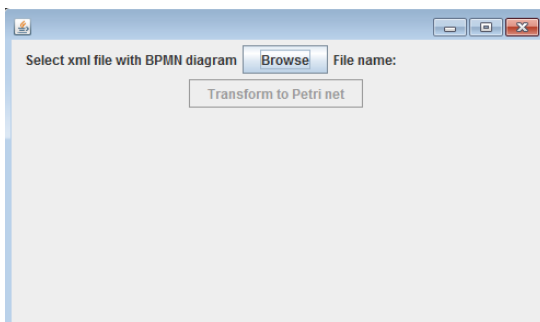 Select xml file with BPMN diagram Browse File name:
Transform to Petri net